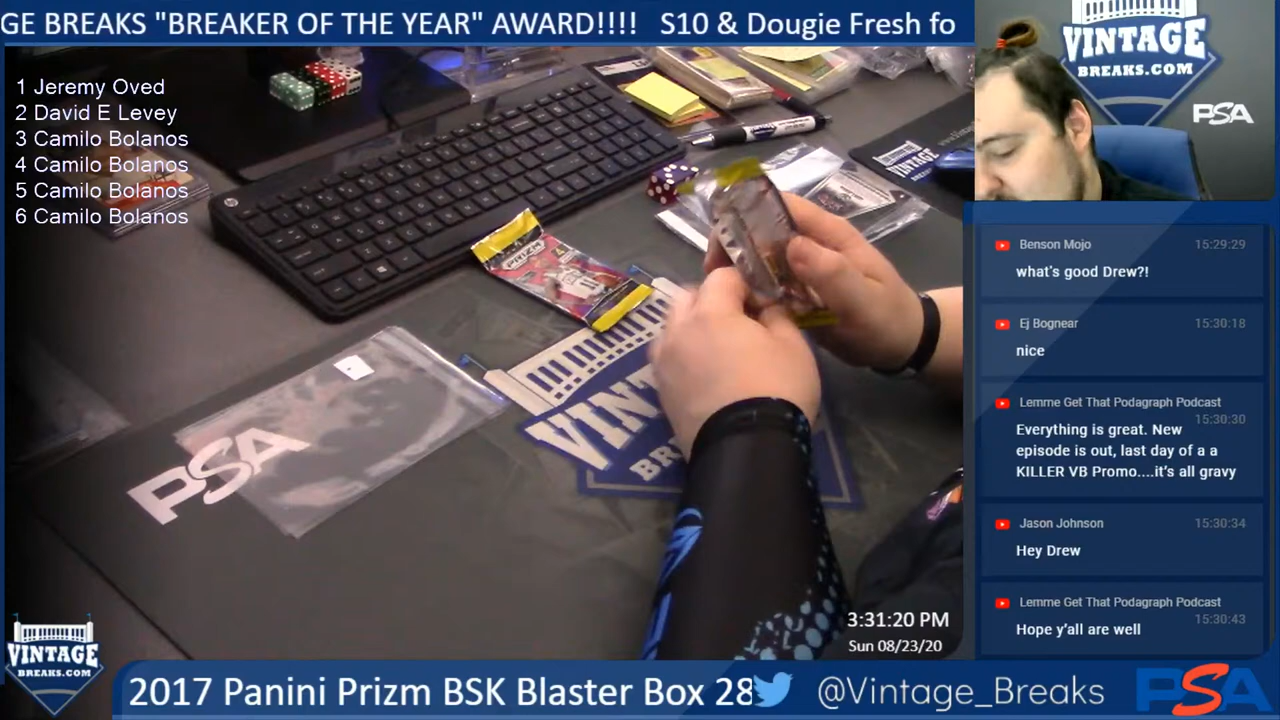 GE BREAKS "BREAKER OF THE YEAR" AWARD!!!! S10 & Dougie Fresh fo
1 Jeremy Oved
2 David E Levey
3 Camilo Bolanos
4 Camilo Bolanos
5 Camilo Bolanos
6 Camilo Bolanos
VINTAGE
BREAKS.COM
PSA
Benson Mojo 15:29:29
what's good Drew?!
Ej Bognear 15:30:18
nice
Lemme Get That Podagraph Podcast
15:30:30
Everything is great. New
episode is out, last day of a a
KILLER VB Promo....it's all gravy
Jason Johnson 15:30:34
Hey Drew
Lemme Get That Podagraph Podcast
15:30:43
Hope y'all are well
PRIZM
VINTAGE
VINT
BR
PSA
3:31:20 PM
Sun 08/23/20
VINTAGE
BREAKS.COM
2017 Panini Prizm BSK Blaster Box 28
@Vintage_Breaks
PSA